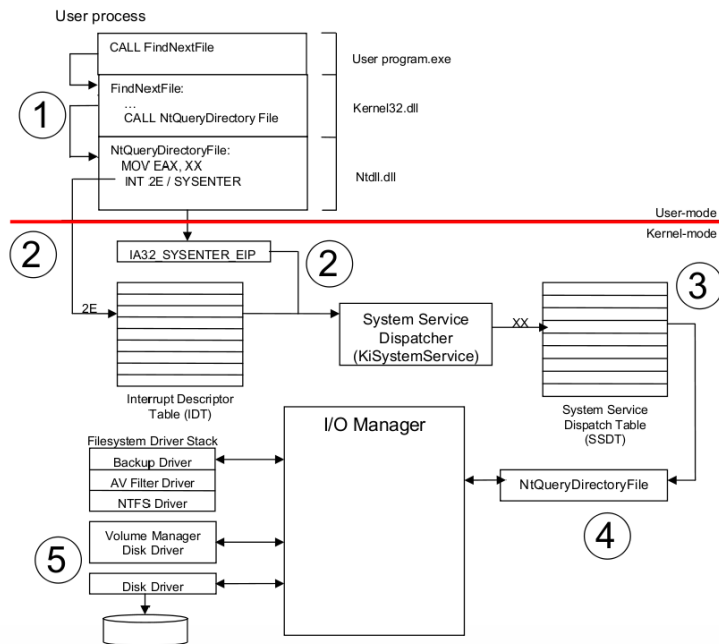 User process
CALL FindNextFile
User program.exe
FindNextFile:
...
CALL NtQueryDirectory File
Kernel32.dll
1
NtQueryDirectoryFile:
MOV EAX, XX
INT 2E / SYSENTER
Ntdll.dll
User-mode
Kernel-mode
2
IA32_SYSENTER_EIP
2
3
2E
System Service
Dispatcher
(KiSystemService)
XX
Interrupt Descriptor
Table (IDT)
System Service
Dispatch Table
(SSDT)
I/O Manager
Filesystem Driver Stack
Backup Driver
AV Filter Driver
NTFS Driver
NtQueryDirectoryFile
4
5
Volume Manager
Disk Driver
Disk Driver